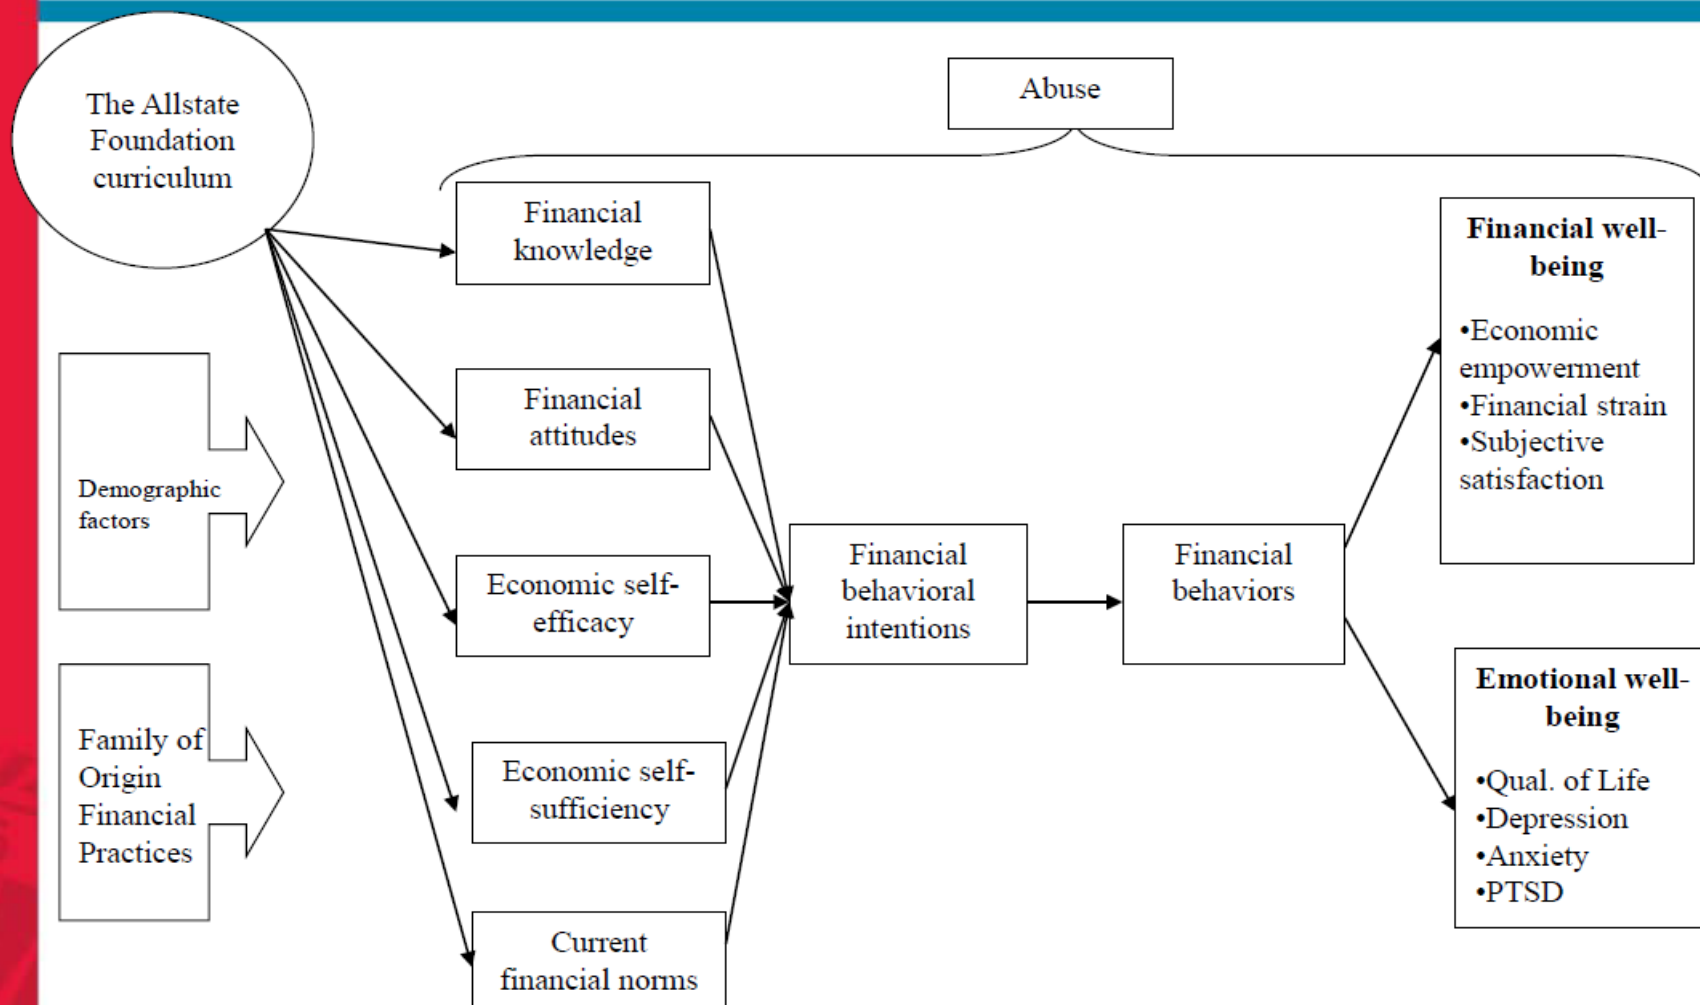 The Allstate
Foundation
curriculum
Abuse
Financial
knowledge
Financial
attitudes
Economic self-
efficacy
Economic self-
sufficiency
Current
financial norms
Demographic
factors
Family of
Origin
Financial
Practices
Financial
behavioral
intentions
Financial
behaviors
Financial well-
being
•Economic
empowerment
•Financial strain
•Subjective
satisfaction
Emotional well-
being
•Qual. of Life
•Depression
•Anxiety
•PTSD